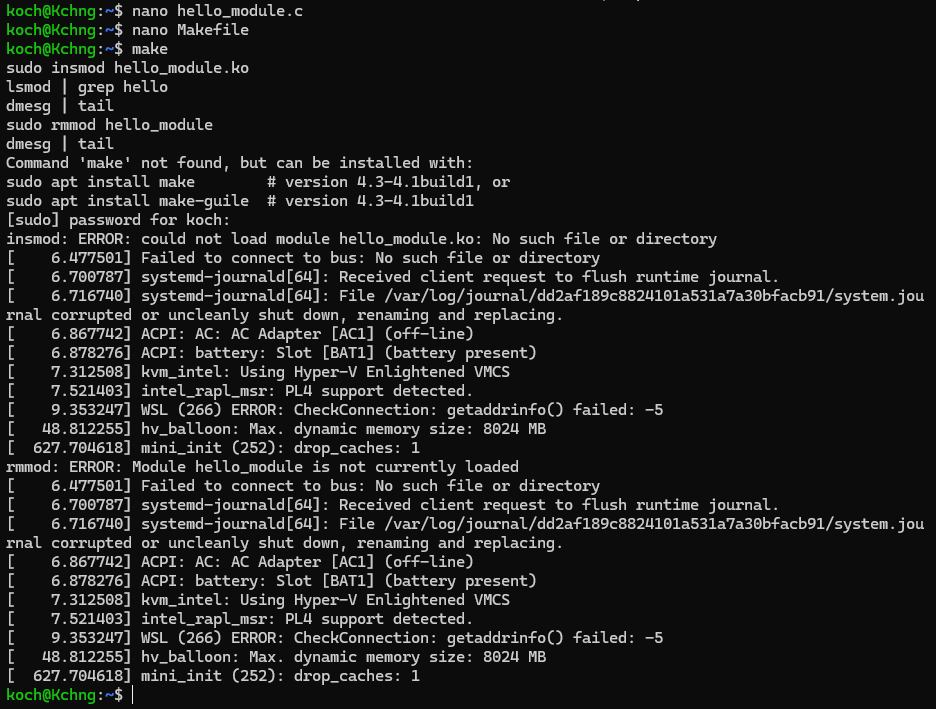 koch@Kchng:~$ nano hello_module.c
koch@Kchng:~$ nano Makefile
koch@Kchng:~$ make
sudo insmod hello_module.ko
lsmod | grep hello
dmesg | tail
sudo rmmod hello_module
dmesg | tail
Command 'make' not found, but can be installed with:
sudo apt install make        # version 4.3-4.1build1, or
sudo apt install make-guile  # version 4.3-4.1build1
[sudo] password for koch:
insmod: ERROR: could not load module hello_module.ko: No such file or directory
[    6.477501] Failed to connect to bus: No such file or directory
[    6.700787] systemd-journald[64]: Received client request to flush runtime journal.
[    6.716740] systemd-journald[64]: File /var/log/journal/dd2af189c8824101a531a7a30bfacb91/system.jou
rnal corrupted or uncleanly shut down, renaming and replacing.
[    6.867742] ACPI: AC: AC Adapter [AC1] (off-line)
[    6.878276] ACPI: battery: Slot [BAT1] (battery present)
[    7.312508] kvm_intel: Using Hyper-V Enlightened VMCS
[    7.521403] intel_rapl_msr: PL4 support detected.
[    9.353247] WSL (266) ERROR: CheckConnection: getaddrinfo() failed: -5
[   48.812255] hv_balloon: Max. dynamic memory size: 8024 MB
[  627.704618] mini_init (252): drop_caches: 1
rmmod: ERROR: Module hello_module is not currently loaded
[    6.477501] Failed to connect to bus: No such file or directory
[    6.700787] systemd-journald[64]: Received client request to flush runtime journal.
[    6.716740] systemd-journald[64]: File /var/log/journal/dd2af189c8824101a531a7a30bfacb91/system.jou
rnal corrupted or uncleanly shut down, renaming and replacing.
[    6.867742] ACPI: AC: AC Adapter [AC1] (off-line)
[    6.878276] ACPI: battery: Slot [BAT1] (battery present)
[    7.312508] kvm_intel: Using Hyper-V Enlightened VMCS
[    7.521403] intel_rapl_msr: PL4 support detected.
[    9.353247] WSL (266) ERROR: CheckConnection: getaddrinfo() failed: -5
[   48.812255] hv_balloon: Max. dynamic memory size: 8024 MB
[  627.704618] mini_init (252): drop_caches: 1
koch@Kchng:~$